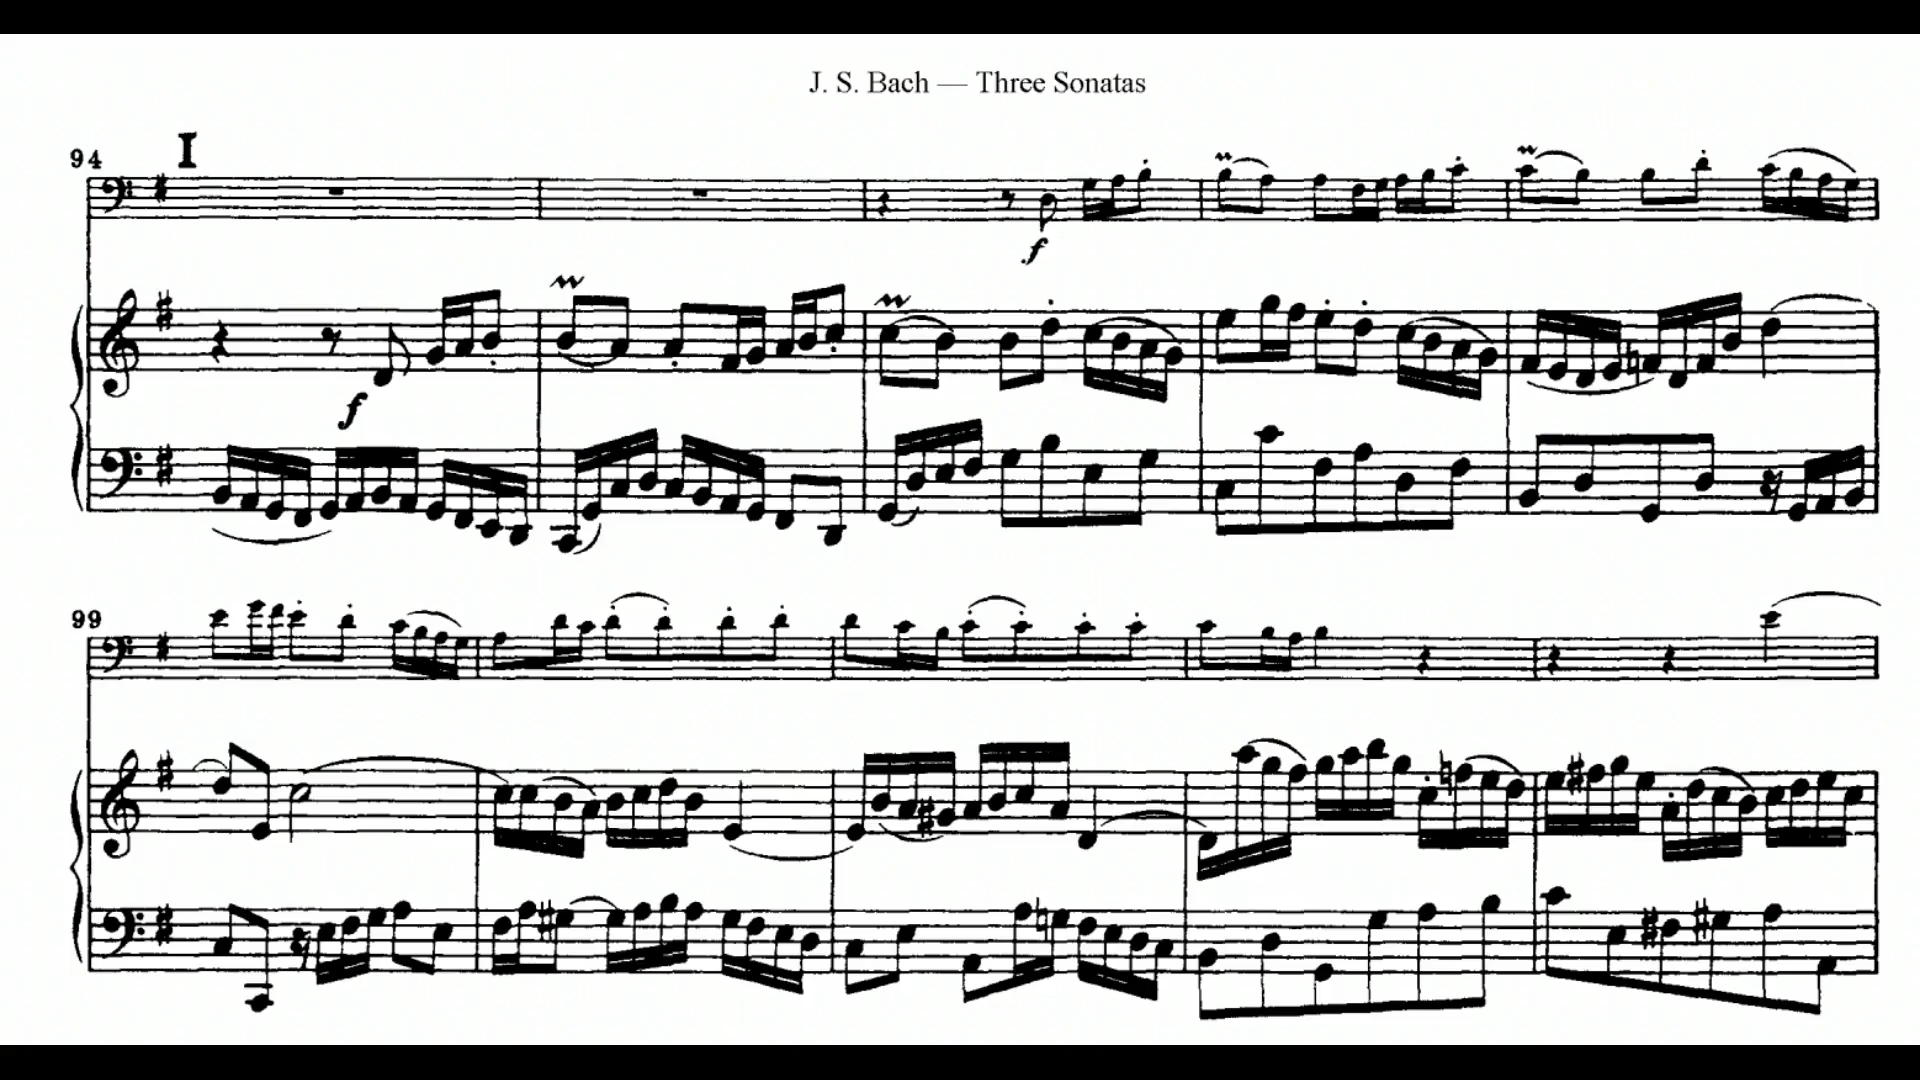 J. S. Bach — Three Sonatas
94
I
f
f
99